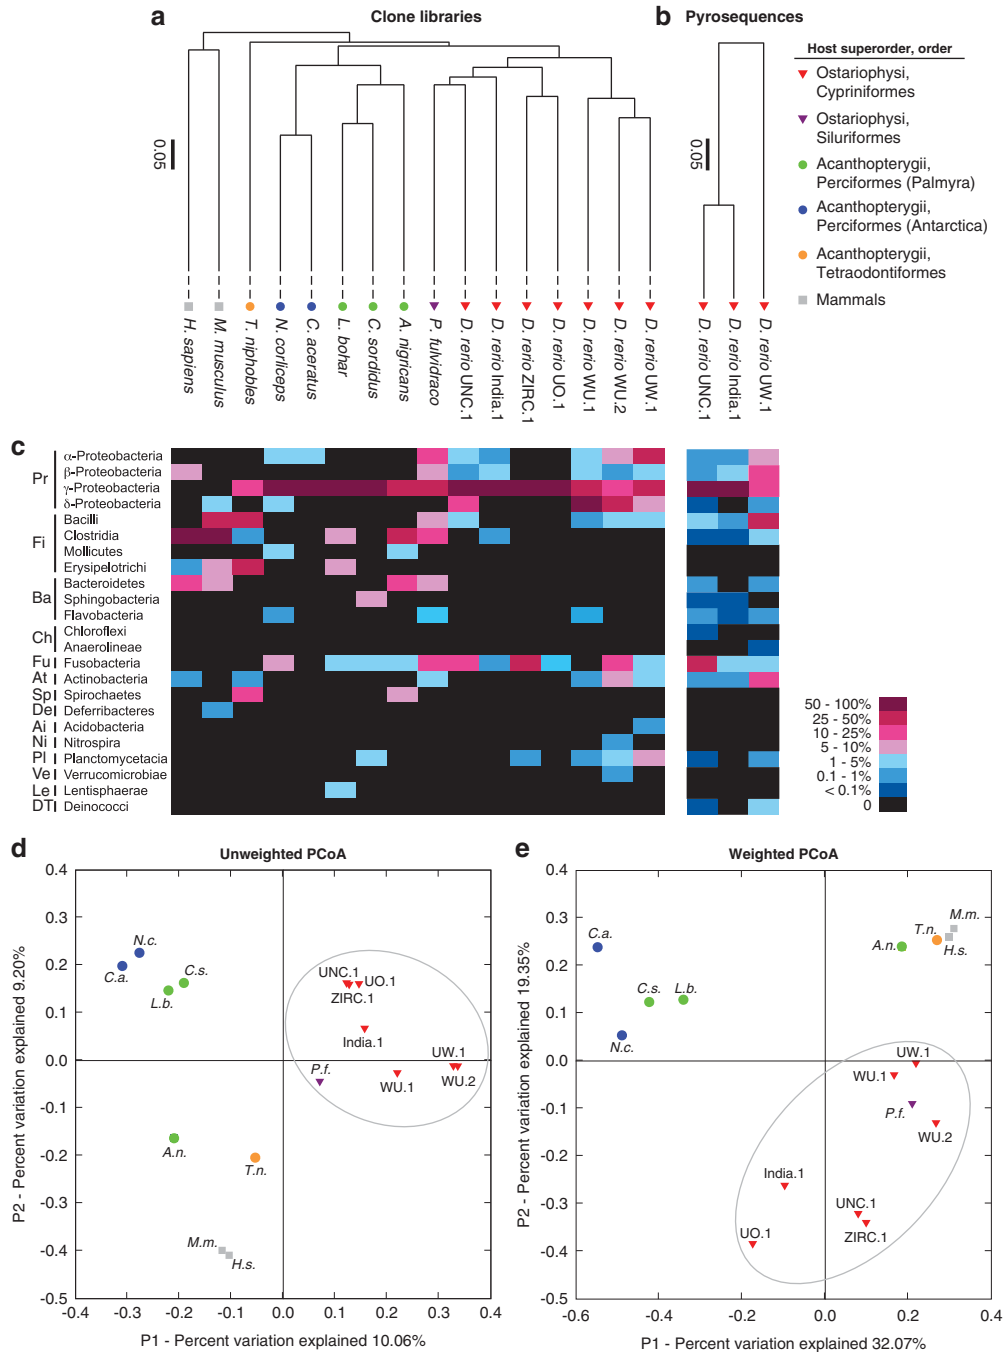 a
Clone libraries
b
Pyrosequences
Host superorder, order
Ostariophysi,
Cypriniformes
Ostariophysi,
Siluriformes
Acanthopterygii,
Perciformes (Palmyra)
Acanthopterygii,
Perciformes (Antarctica)
Acanthopterygii,
Tetraodontiformes
Mammals
0.05
0.05
H. sapiens
M. musculus
T. niphobles
N. corliceps
C. aceratus
L. bohar
C. sordidus
A. nigricans
P. fulvidraco
D. rerio UNC.1
D. rerio India.1
D. rerio ZIRC.1
D. rerio UO.1
D. rerio WU.1
D. rerio WU.2
D. rerio UW.1
D. rerio UNC.1
D. rerio India.1
D. rerio UW.1
c
Pr
α-Proteobacteria
β-Proteobacteria
γ-Proteobacteria
δ-Proteobacteria
Fi
Bacilli
Clostridia
Mollicutes
Erysipelotrichi
Ba
Bacteroidetes
Sphingobacteria
Flavobacteria
Ch
Chloroflexi
Anaerolineae
Fu
Fusobacteria
At
Actinobacteria
Sp
Spirochaetes
De
Deferribacteres
Ai
Acidobacteria
Ni
Nitrospira
Pl
Planctomycetacia
Ve
Verrucomicrobiae
Le
Lentisphaerae
DT
Deinococci
50 - 100%
25 - 50%
10 - 25%
5 - 10%
1 - 5%
0.1 - 1%
< 0.1%
0
d
Unweighted PCoA
P2 - Percent variation explained 9.20%
0.4
0.3
0.2
0.1
0.0
-0.1
-0.2
-0.3
-0.4
-0.5
N.c.
C.a.
C.s.
L.b.
UNC.1
UO.1
ZIRC.1
India.1
UW.1
P.f.
WU.1
WU.2
A.n.
T.n.
M.m.
H.s.
-0.4
-0.3
-0.2
-0.1
0.0
0.1
0.2
0.3
0.4
P1 - Percent variation explained 10.06%
e
Weighted PCoA
P2 - Percent variation explained 19.35%
0.4
0.3
0.2
0.1
0.0
-0.1
-0.2
-0.3
-0.4
-0.5
M.m.
T.n.
C.a.
A.n.
H.s.
C.s.
L.b.
N.c.
UW.1
WU.1
P.f.
WU.2
India.1
UNC.1
UO.1
ZIRC.1
-0.6
-0.4
-0.2
0.0
0.2
0.4
P1 - Percent variation explained 32.07%